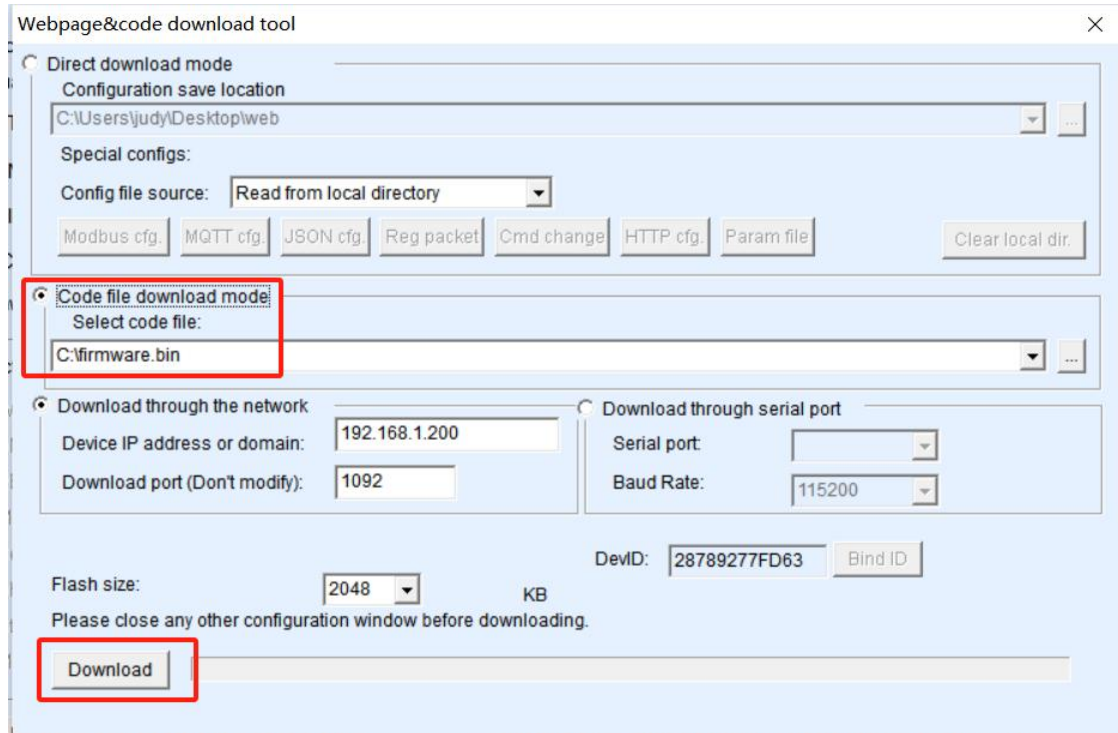 Webpage&code download tool
Direct download mode
Configuration save location
C:\Users\judy\Desktop\web
...
Special configs:
Config file source: Read from local directory
Modbus cfg. MQTT cfg. JSON cfg. Reg packet Cmd change HTTP cfg. Param file Clear local dir.
Code file download mode
Select code file:
C:\firmware.bin
...
Download through the network
Device IP address or domain: 192.168.1.200
Download port (Don't modify): 1092
Download through serial port
Serial port:
Baud Rate: 115200
DevID: 28789277FD63 Bind ID
Flash size: 2048 KB
Please close any other configuration window before downloading.
Download